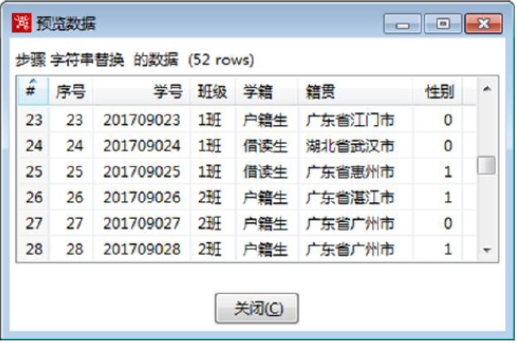 预览数据
步骤 字符串替换 的数据 (52 rows)
# 序号 学号 班级 学籍 籍贯 性别
23 23 201709023 1班 户籍生 广东省江门市 0
24 24 201709024 1班 借读生 湖北省武汉市 0
25 25 201709025 1班 借读生 广东省惠州市 1
26 26 201709026 2班 户籍生 广东省湛江市 1
27 27 201709027 2班 户籍生 广东省广州市 0
28 28 201709028 2班 户籍生 广东省广州市 1
关闭(C)